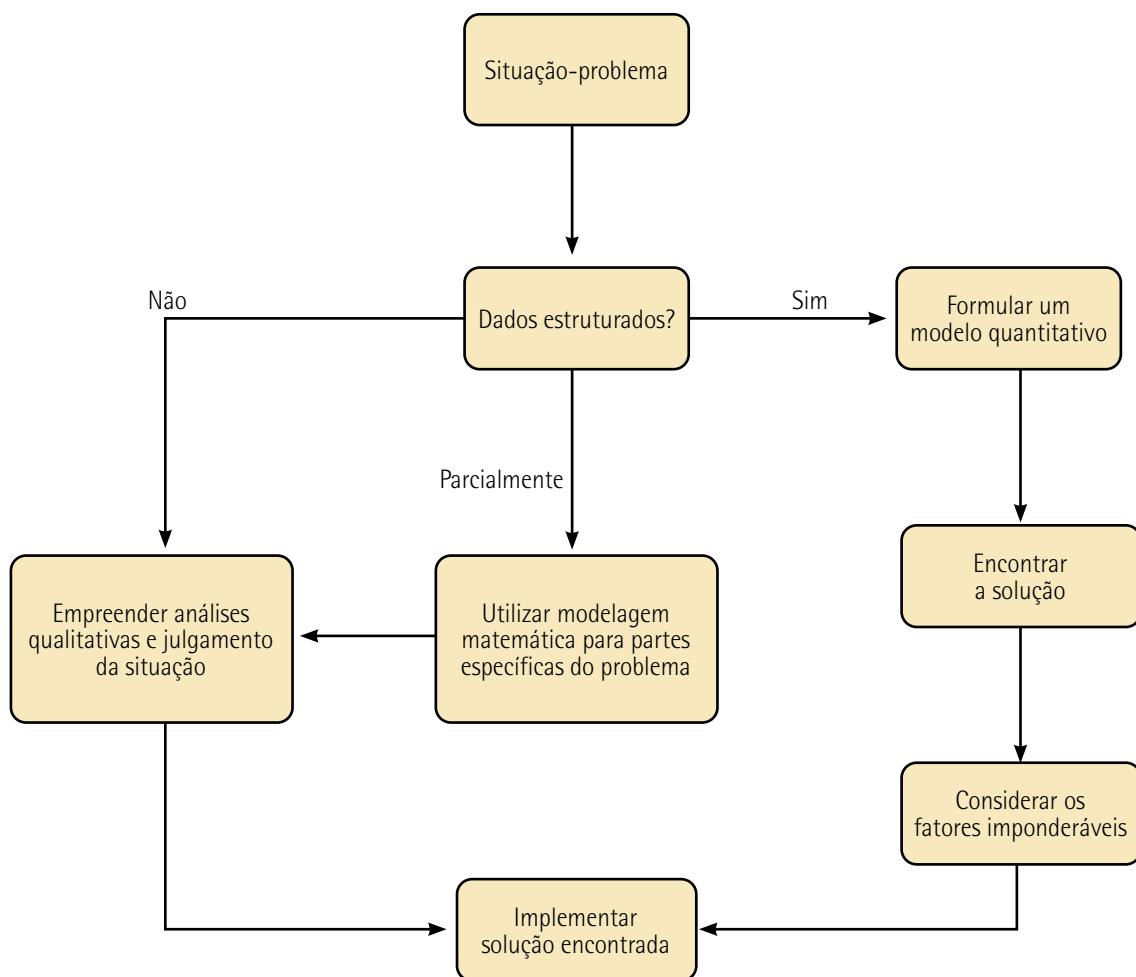 Situação-problema
Não
Dados estruturados?
Sim
Formular um
modelo quantitativo
Parcialmente
Empreender análises
qualitativas e julgamento
da situação
Utilizar modelagem
matemática para partes
específicas do problema
Encontrar
a solução
Considerar os
fatores imponderáveis
Implementar
solução encontrada